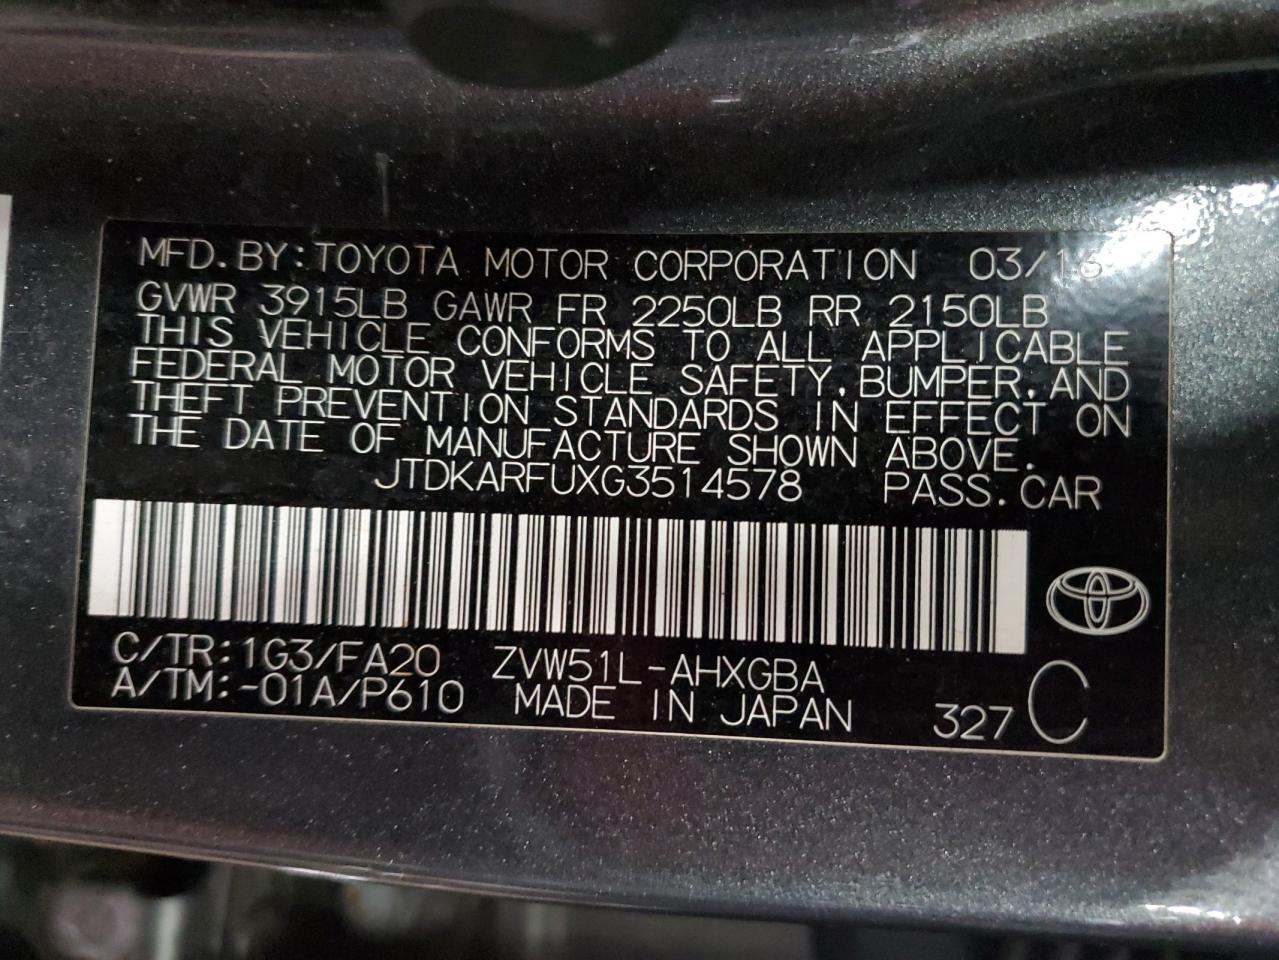 MFD.BY:TOYOTA MOTOR CORPORATION 03/16
GVWR 3915LB GAWR FR 2250LB RR 2150LB
THIS VEHICLE CONFORMS TO ALL APPLICABLE
FEDERAL MOTOR VEHICLE SAFETY,BUMPER,AND
THEFT PREVENTION STANDARDS IN EFFECT ON
THE DATE OF MANUFACTURE SHOWN ABOVE.
JTDKARFUXG3514578 PASS.CAR
C/TR:1G3/FA20 ZVW51L-AHXGBA
A/TM:-01A/P610 MADE IN JAPAN 327 C